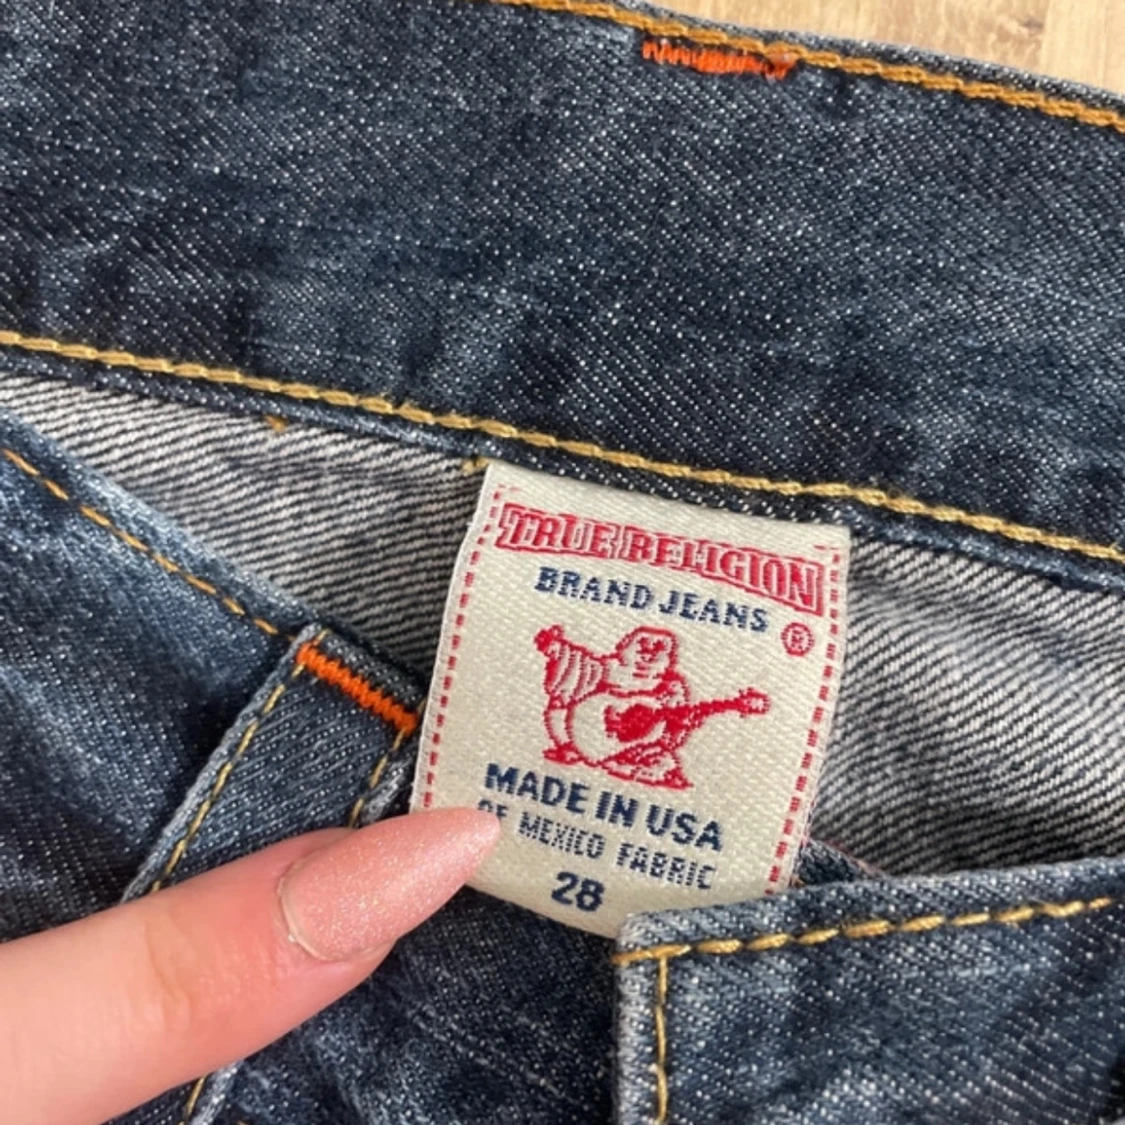 TRUE RELIGION
BRAND JEANS
®
MADE IN USA
OF MEXICO FABRIC
28